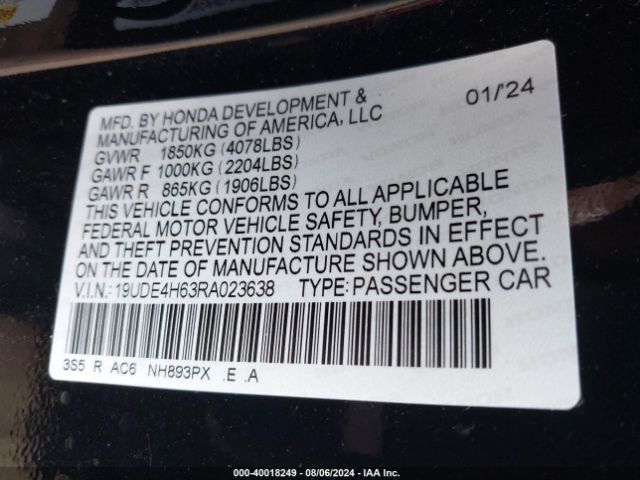 MFD. BY HONDA DEVELOPMENT & 01/'24
MANUFACTURING OF AMERICA, LLC
GVWR 1850KG (4078LBS)
GAWR F 1000KG (2204LBS)
GAWR R 865KG (1906LBS)
THIS VEHICLE CONFORMS TO ALL APPLICABLE
FEDERAL MOTOR VEHICLE SAFETY, BUMPER,
AND THEFT PREVENTION STANDARDS IN EFFECT
ON THE DATE OF MANUFACTURE SHOWN ABOVE.
V.I.N.:19UDE4H63RA023638 TYPE:PASSENGER CAR
3S5 R AC6 NH893PX .E .A
000-40018249 - 08/06/2024 - IAA Inc.